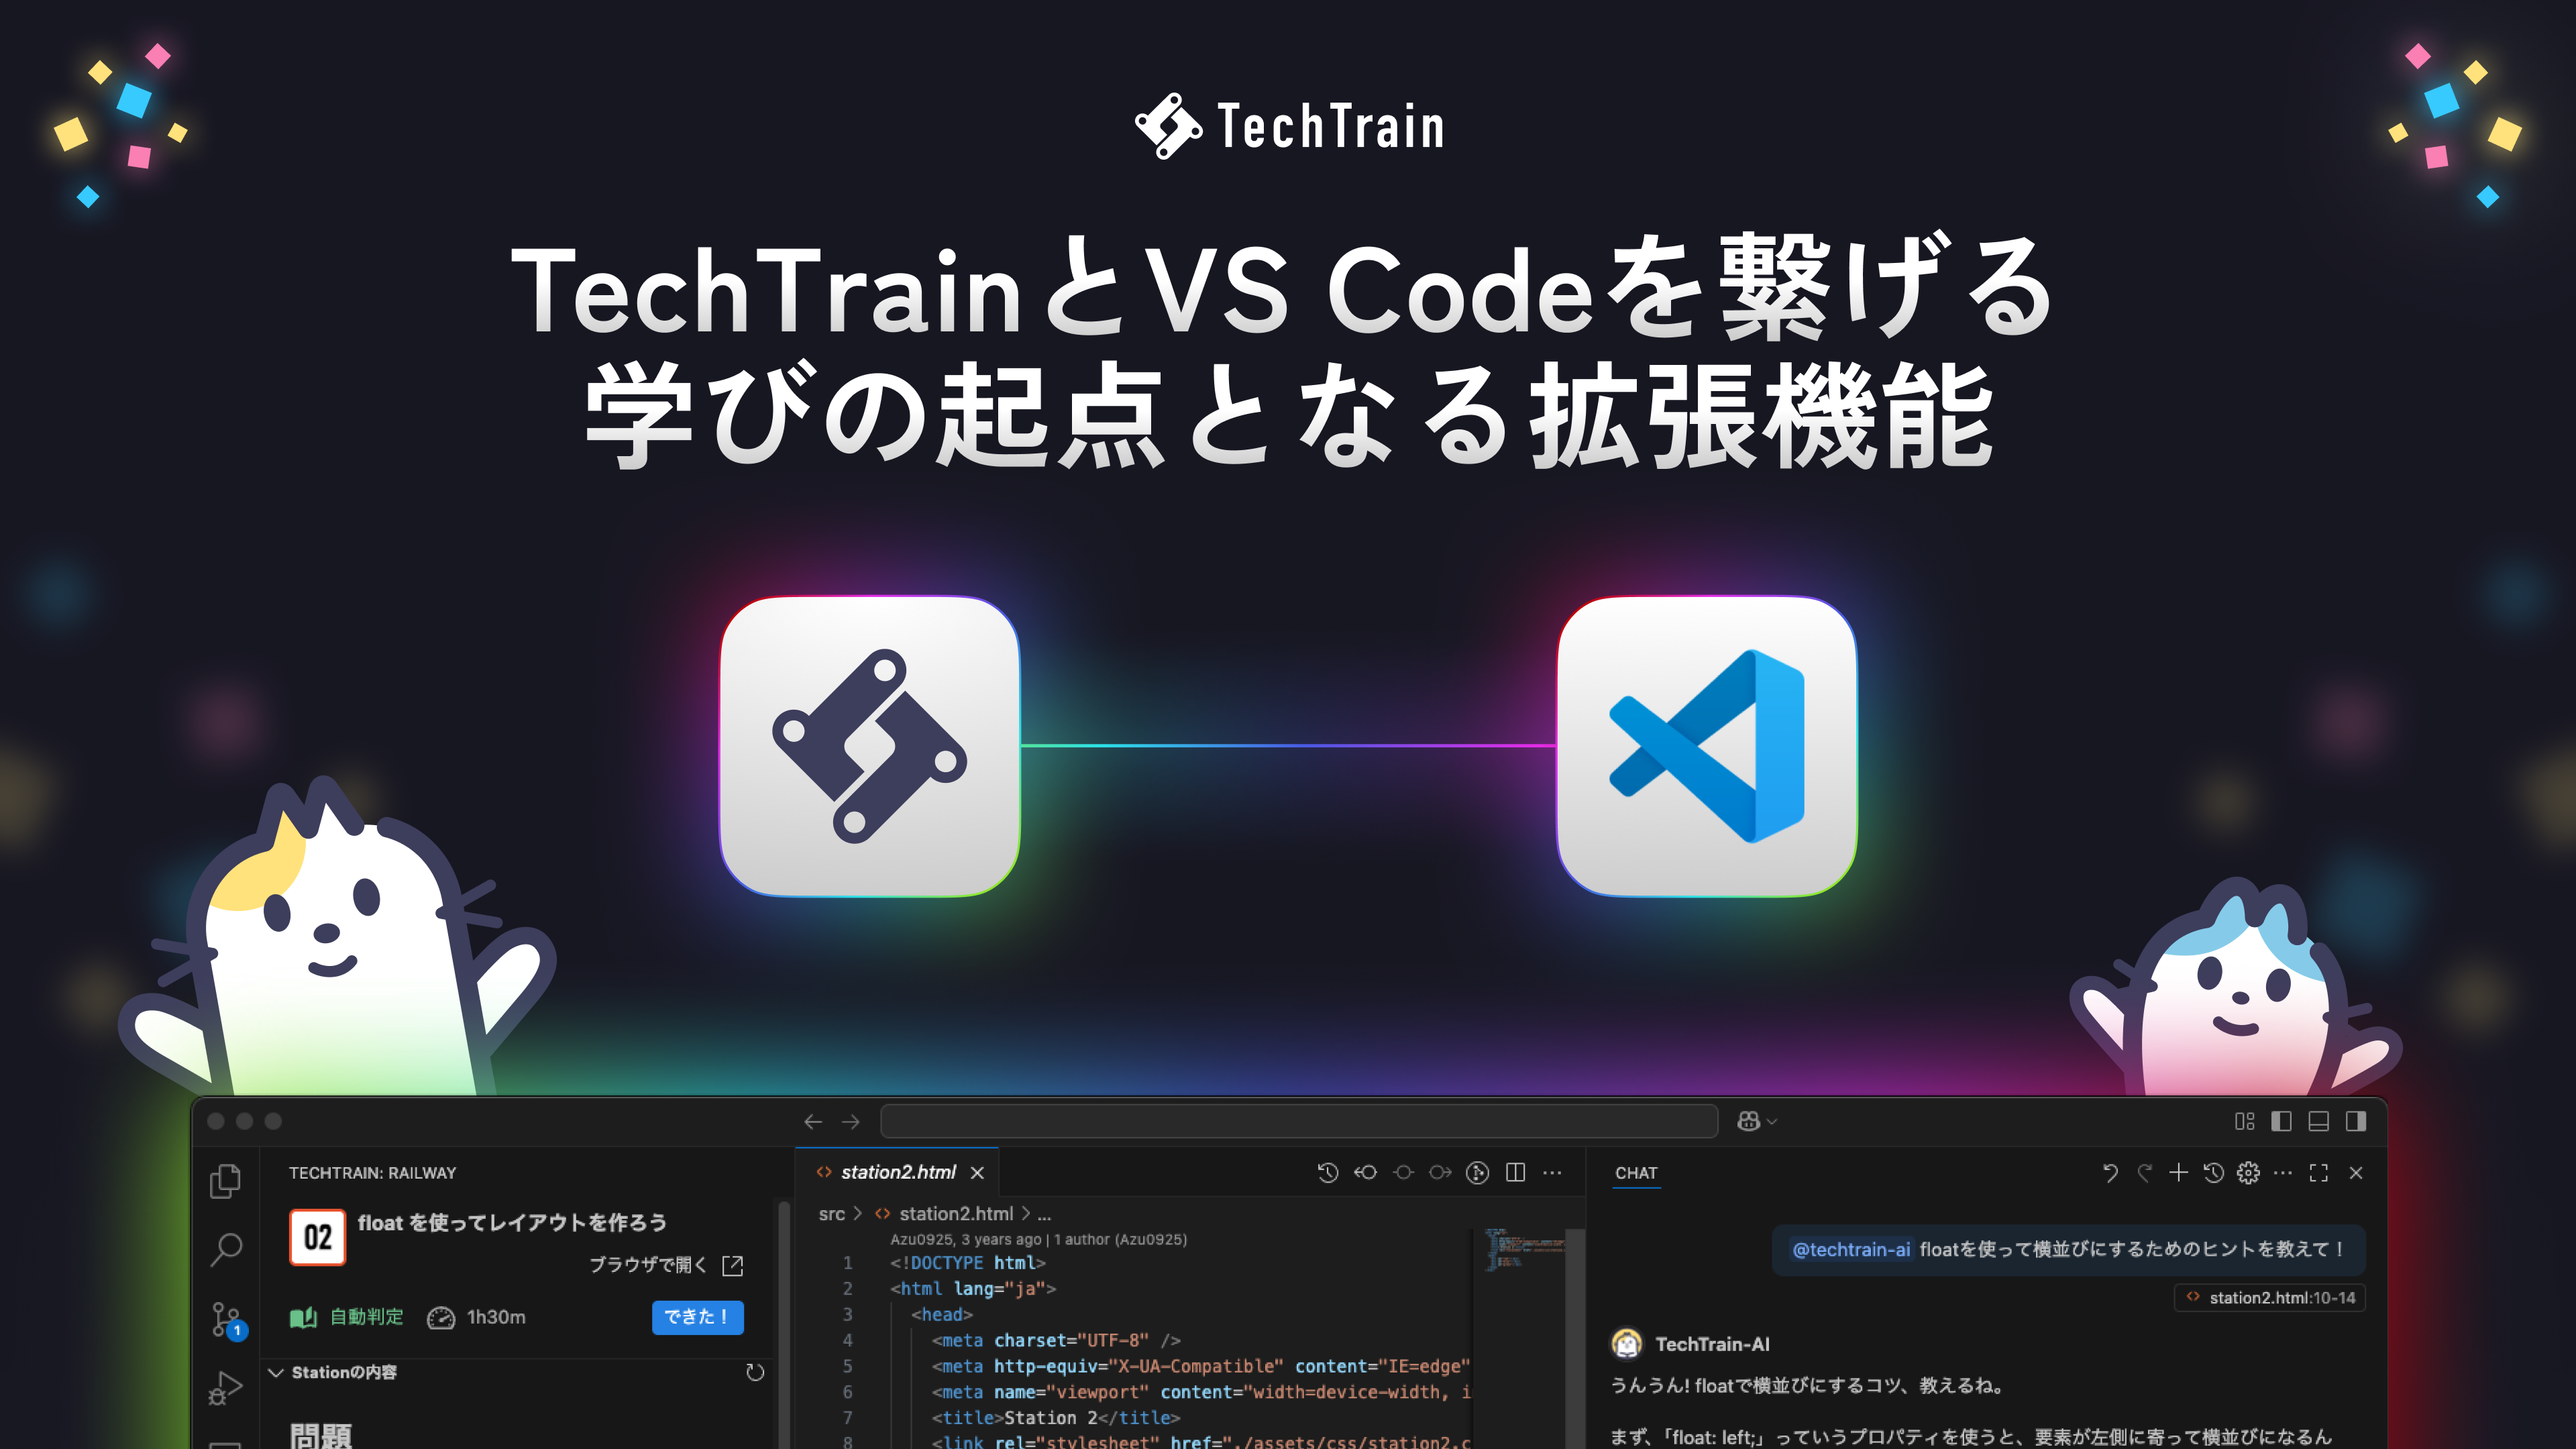 TechTrain
TechTrainとVS Codeを繋げる
学びの起点となる拡張機能
TECHTRAIN: RAILWAY
02
float を使ってレイアウトを作ろう
ブラウザで開く
自動判定
1h30m
できた！
1
Stationの内容
問題
station2.html
src > station2.html > ...
Azu0925, 3 years ago | 1 author (Azu0925)
1 <!DOCTYPE html>
2 <html lang="ja">
3 <head>
4 <meta charset="UTF-8" />
5 <meta http-equiv="X-UA-Compatible" content="IE=edge"
6 <meta name="viewport" content="width=device-width, i
7 <title>Station 2</title>
8 <link rel="stylesheet" href="./assets/css/station2.c
CHAT
@techtrain-ai floatを使って横並びにするためのヒントを教えて！
station2.html:10-14
TechTrain-AI
うんうん! floatで横並びにするコツ、教えるね。
まず、「float: left;」っていうプロパティを使うと、要素が左側に寄って横並びになるん